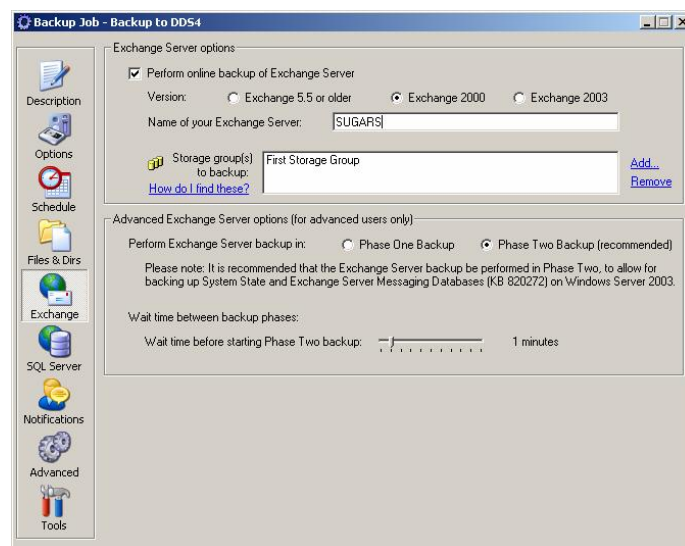 Backup Job - Backup to DDS4
Description
Options
Schedule
Files & Dirs
Exchange
SQL Server
Notifications
Advanced
Tools
Exchange Server options
Perform online backup of Exchange Server
Version: Exchange 5.5 or older Exchange 2000 Exchange 2003
Name of your Exchange Server: SUGARS
Storage group(s) to backup: First Storage Group Add...
How do I find these? Remove
Advanced Exchange Server options (for advanced users only)
Perform Exchange Server backup in: Phase One Backup Phase Two Backup (recommended)
Please note: It is recommended that the Exchange Server backup be performed in Phase Two, to allow for
backing up System State and Exchange Server Messaging Databases (KB 820272) on Windows Server 2003.
Wait time between backup phases:
Wait time before starting Phase Two backup: 1 minutes